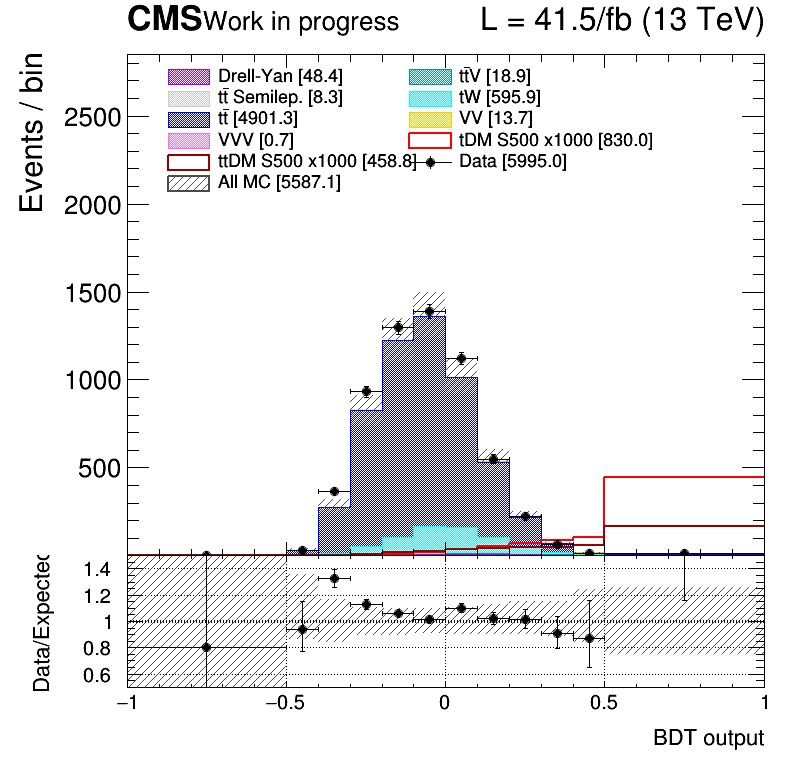 CMS Work in progress L = 41.5/fb (13 TeV)
Events / bin
Drell-Yan [48.4] tt̄V [18.9]
tt̄ Semilep. [8.3] tW [595.9]
tt̄ [4901.3] VV [13.7]
VVV [0.7] tDM S500 x1000 [830.0]
ttDM S500 x1000 [458.8] Data [5995.0]
All MC [5587.1]
2500
2000
1500
1000
500
Data/Expected
1.4
1.2
1
0.8
0.6
−1 −0.5 0 0.5 1
BDT output